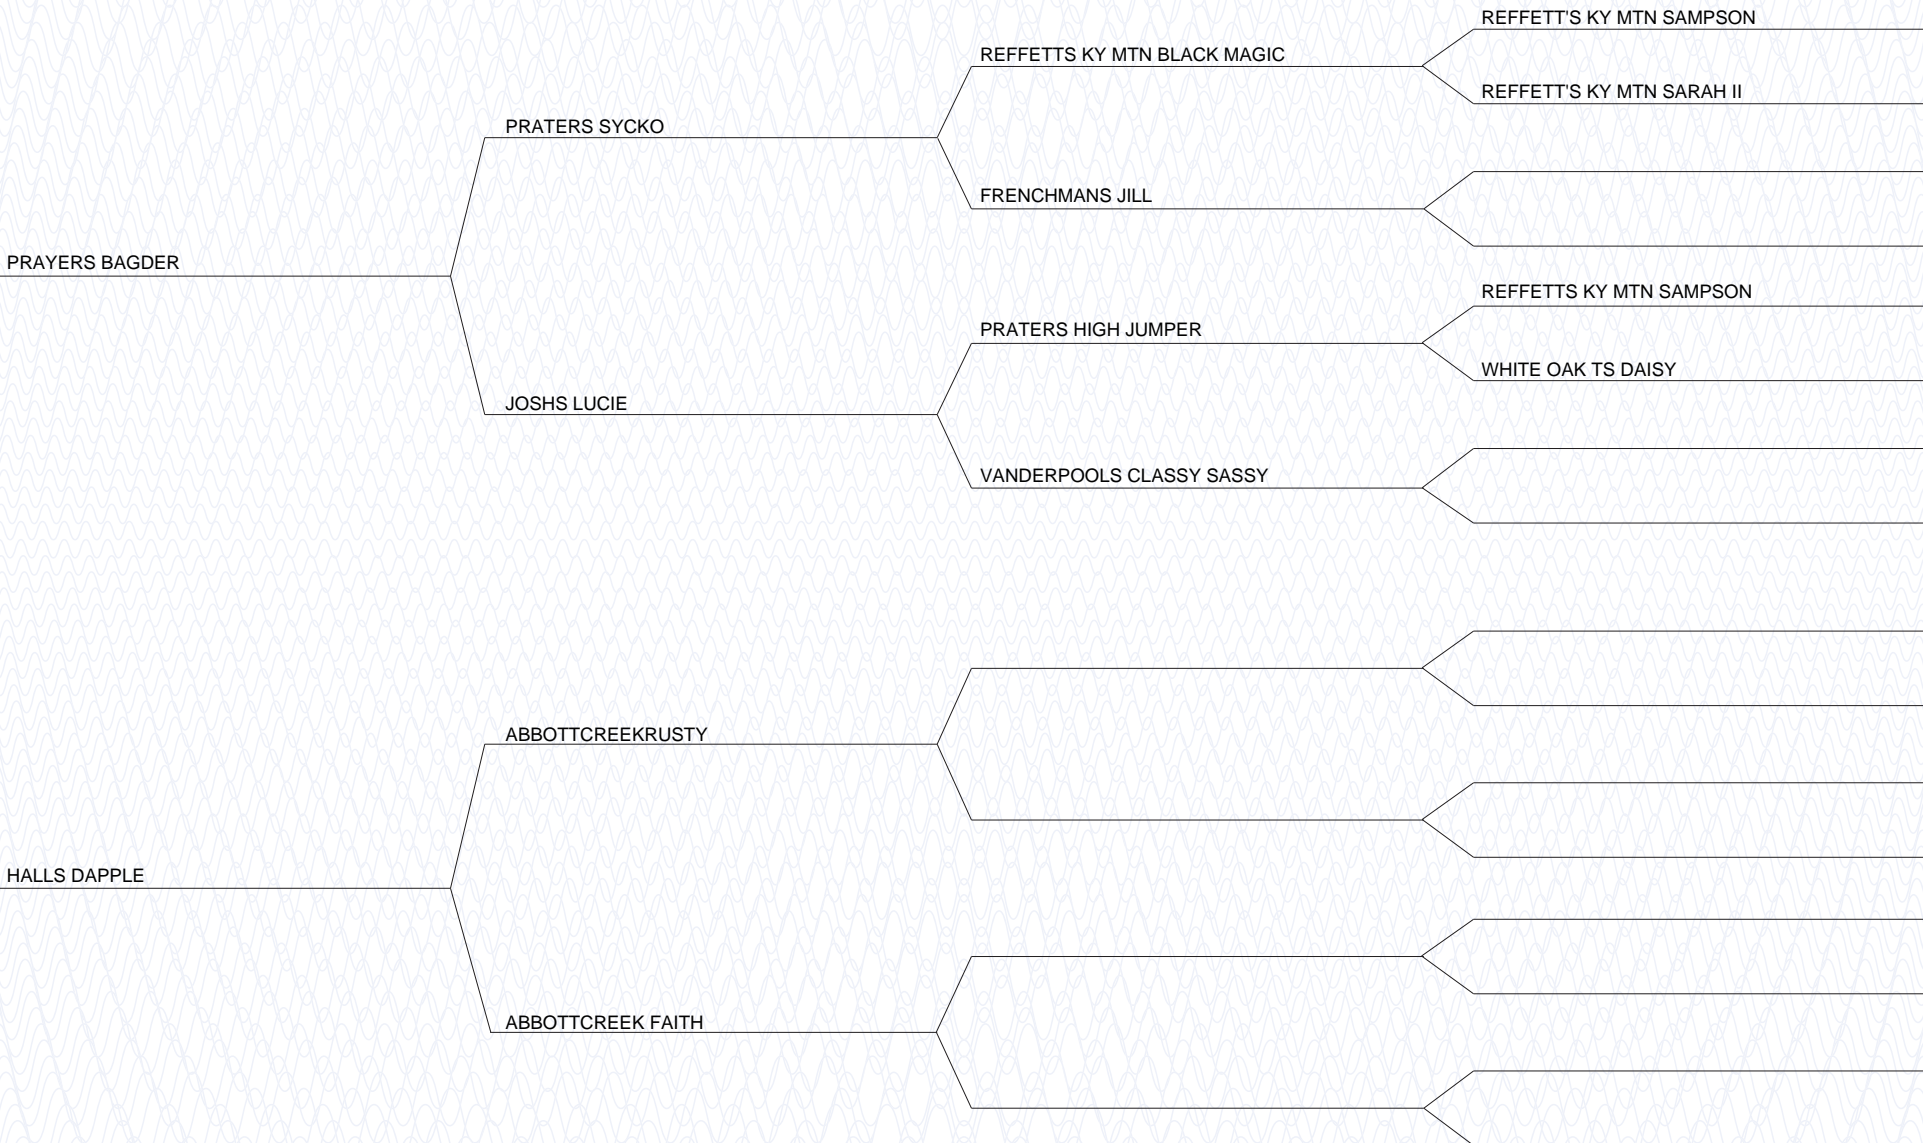 REFFETT'S KY MTN SAMPSON
REFFETTS KY MTN BLACK MAGIC
REFFETT'S KY MTN SARAH II
PRATERS SYCKO
FRENCHMANS JILL
PRAYERS BAGDER
REFFETTS KY MTN SAMPSON
PRATERS HIGH JUMPER
WHITE OAK TS DAISY
JOSHS LUCIE
VANDERPOOLS CLASSY SASSY
ABBOTTCREEKRUSTY
HALLS DAPPLE
ABBOTTCREEK FAITH